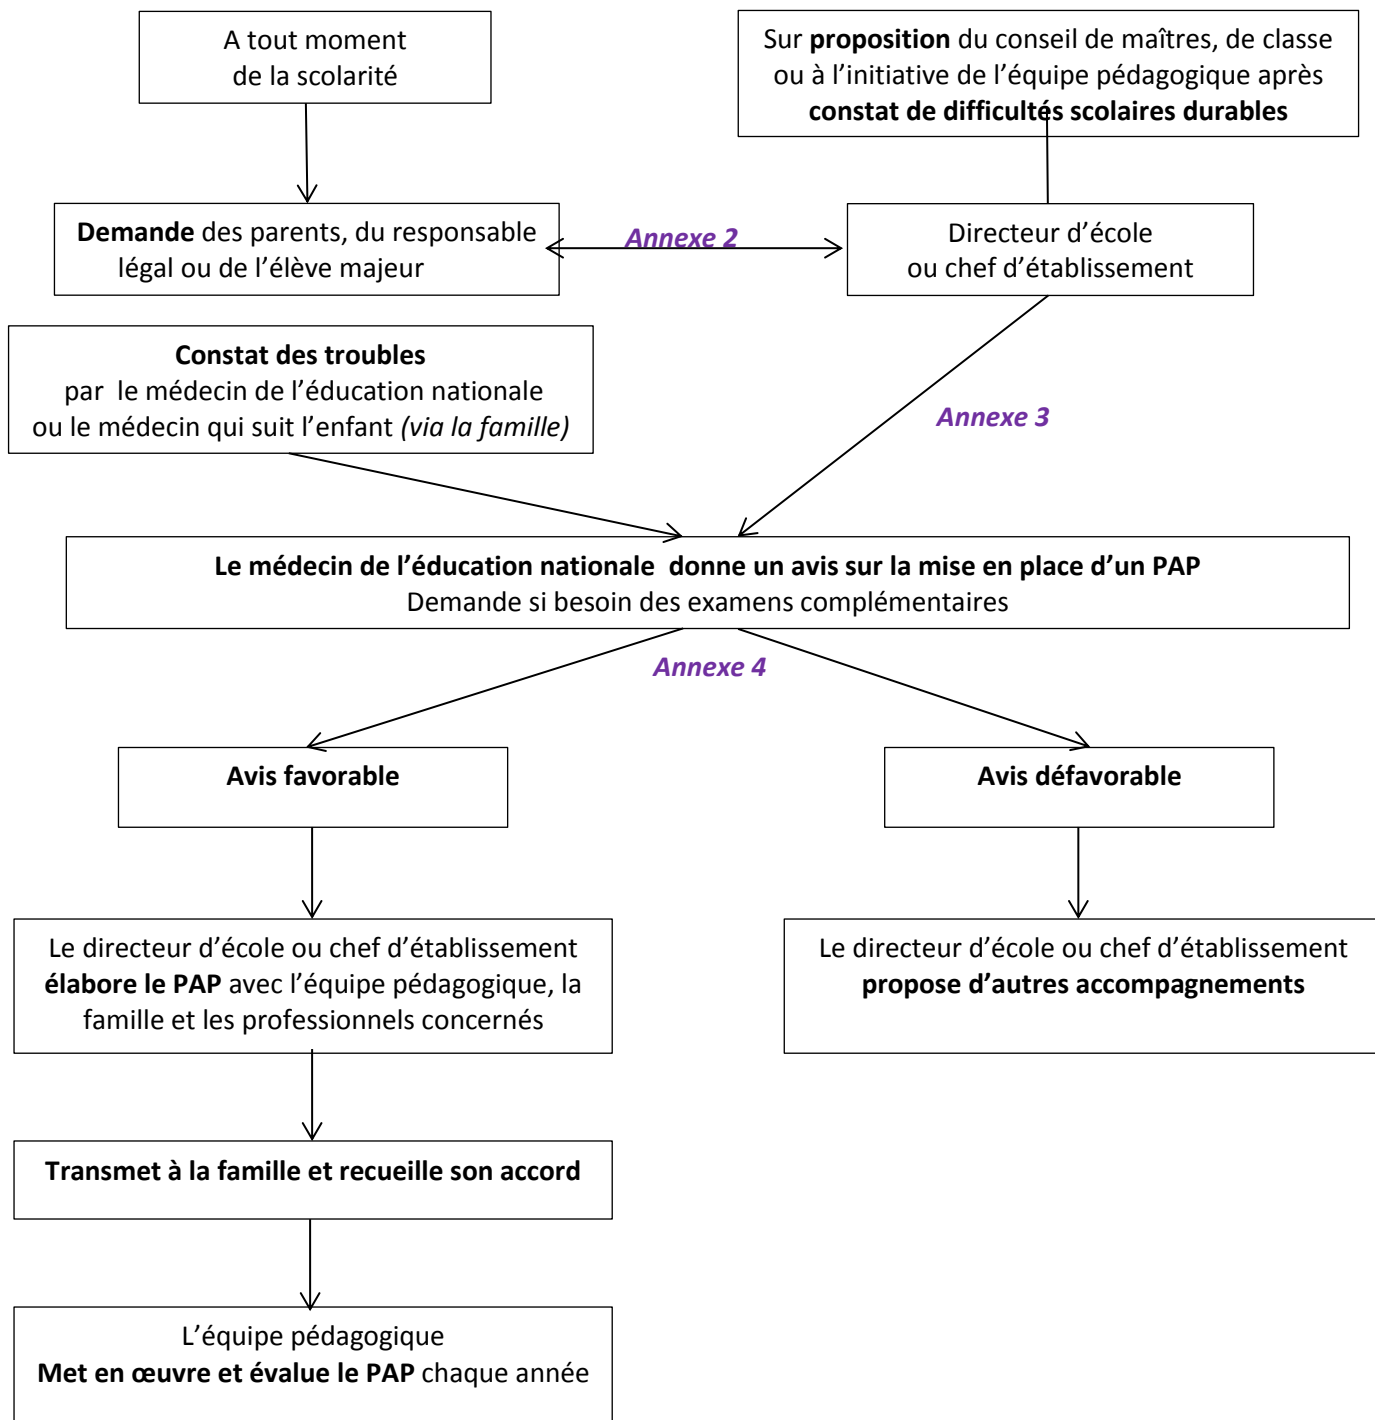 A tout moment
de la scolarité
Sur proposition du conseil de maîtres, de classe
ou à l’initiative de l’équipe pédagogique après
constat de difficultés scolaires durables
Demande des parents, du responsable
légal ou de l’élève majeur
Annexe 2
Directeur d’école
ou chef d’établissement
Constat des troubles
par le médecin de l’éducation nationale
ou le médecin qui suit l’enfant (via la famille)
Annexe 3
Le médecin de l’éducation nationale donne un avis sur la mise en place d’un PAP
Demande si besoin des examens complémentaires
Annexe 4
Avis favorable
Avis défavorable
Le directeur d’école ou chef d’établissement
élabore le PAP avec l’équipe pédagogique, la
famille et les professionnels concernés
Le directeur d’école ou chef d’établissement
propose d’autres accompagnements
Transmet à la famille et recueille son accord
L’équipe pédagogique
Met en œuvre et évalue le PAP chaque année